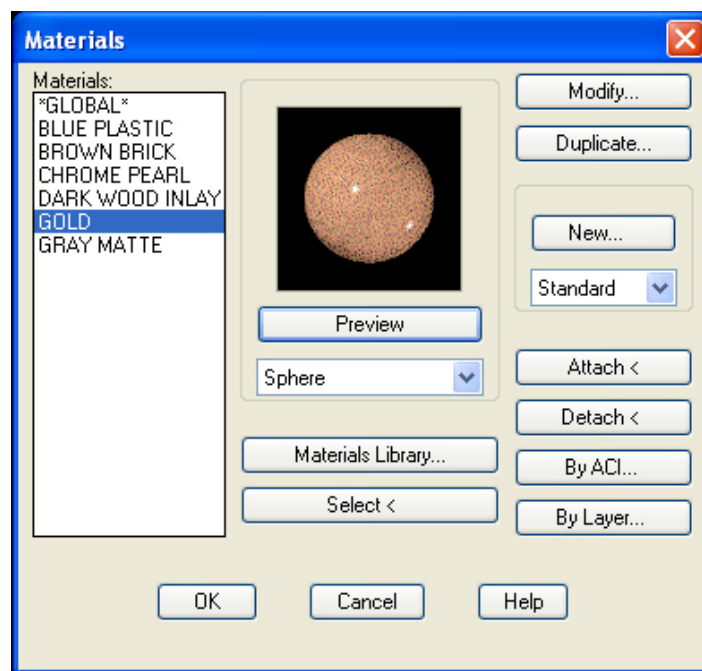 Materials
Materials:
*GLOBAL*
BLUE PLASTIC
BROWN BRICK
CHROME PEARL
DARK WOOD INLAY
GOLD
GRAY MATTE
Preview
Sphere
Materials Library...
Select <
Modify...
Duplicate...
New...
Standard
Attach <
Detach <
By ACI...
By Layer...
OK
Cancel
Help